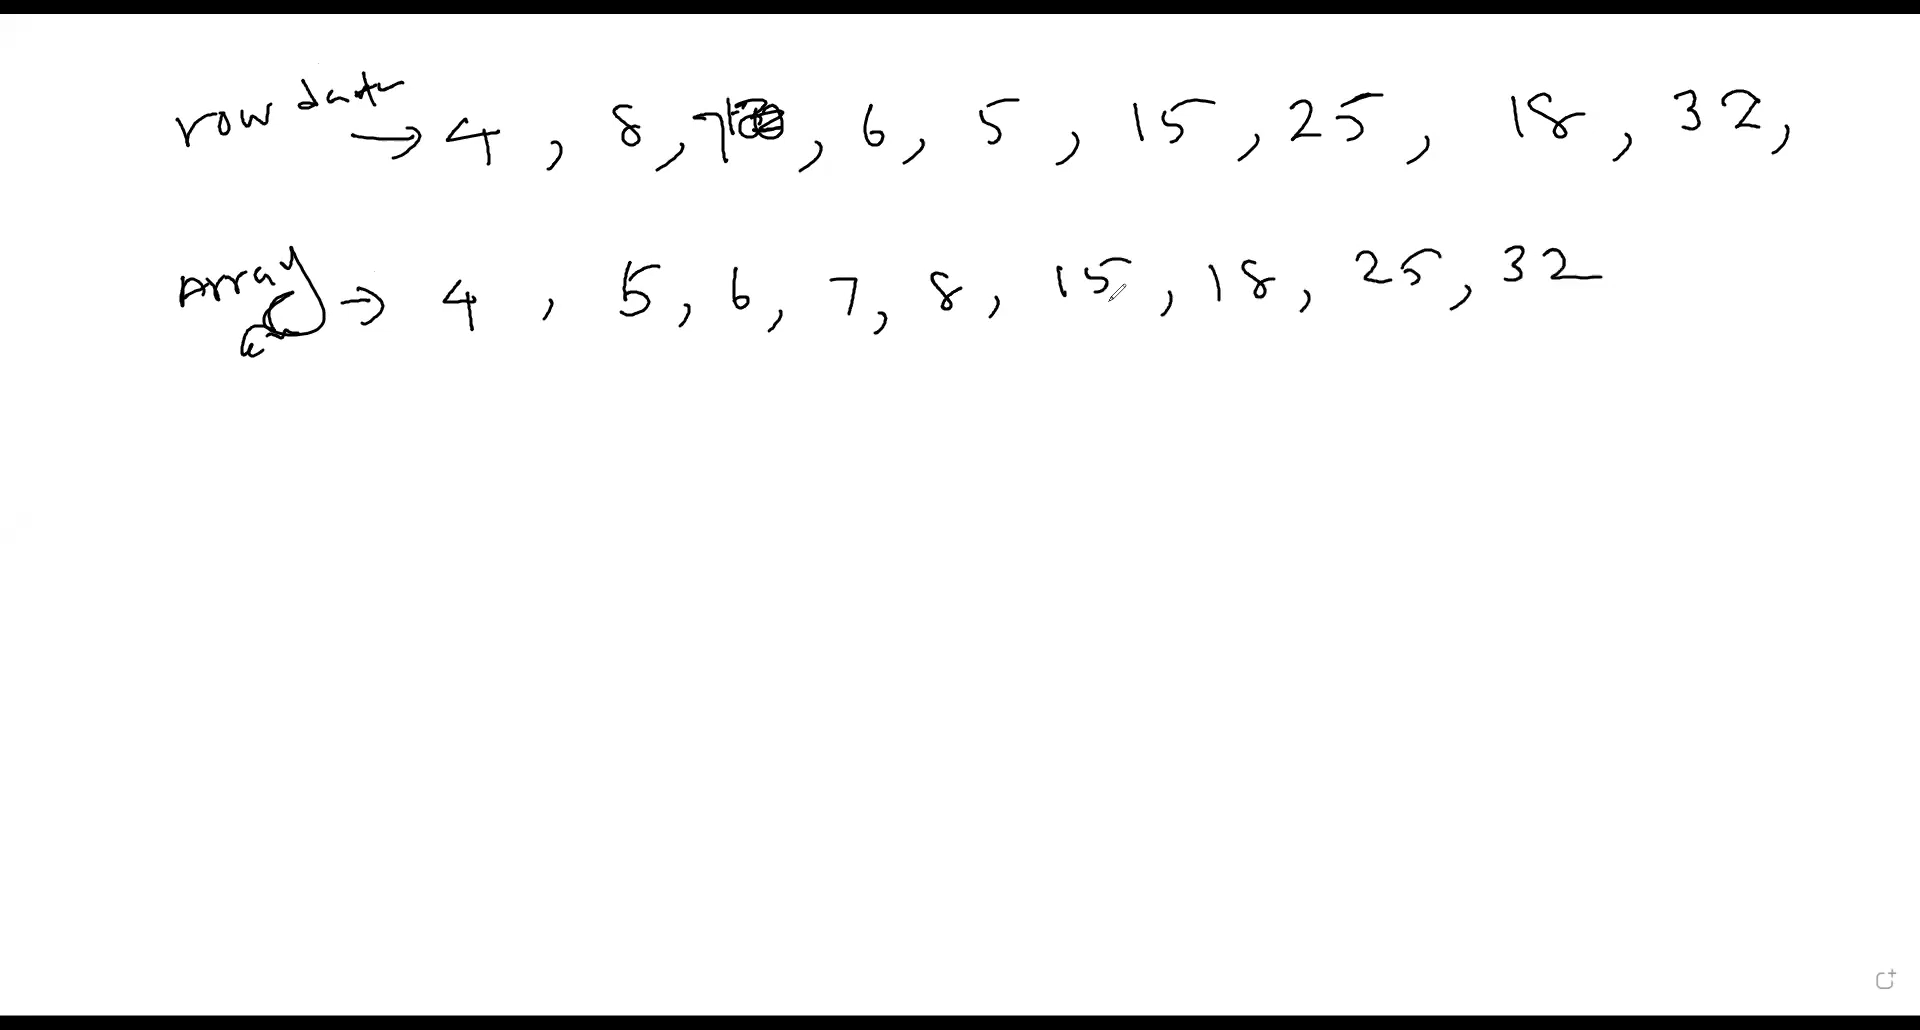 row data → 4 , 8 , 7 , 6 , 5 , 15 , 25 , 18 , 32 ,
Array → 4 , 5 , 6 , 7 , 8 , 15 , 18 , 25 , 32